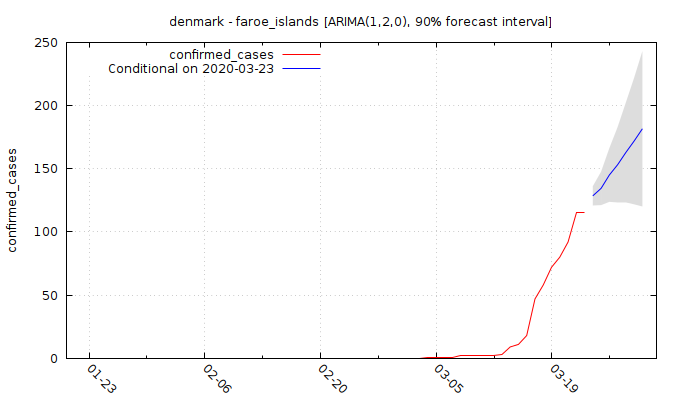 denmark - faroe_islands [ARIMA(1,2,0), 90% forecast interval]
confirmed_cases
Conditional on 2020-03-23
confirmed_cases
250
200
150
100
50
0
01-23
02-06
02-20
03-05
03-19